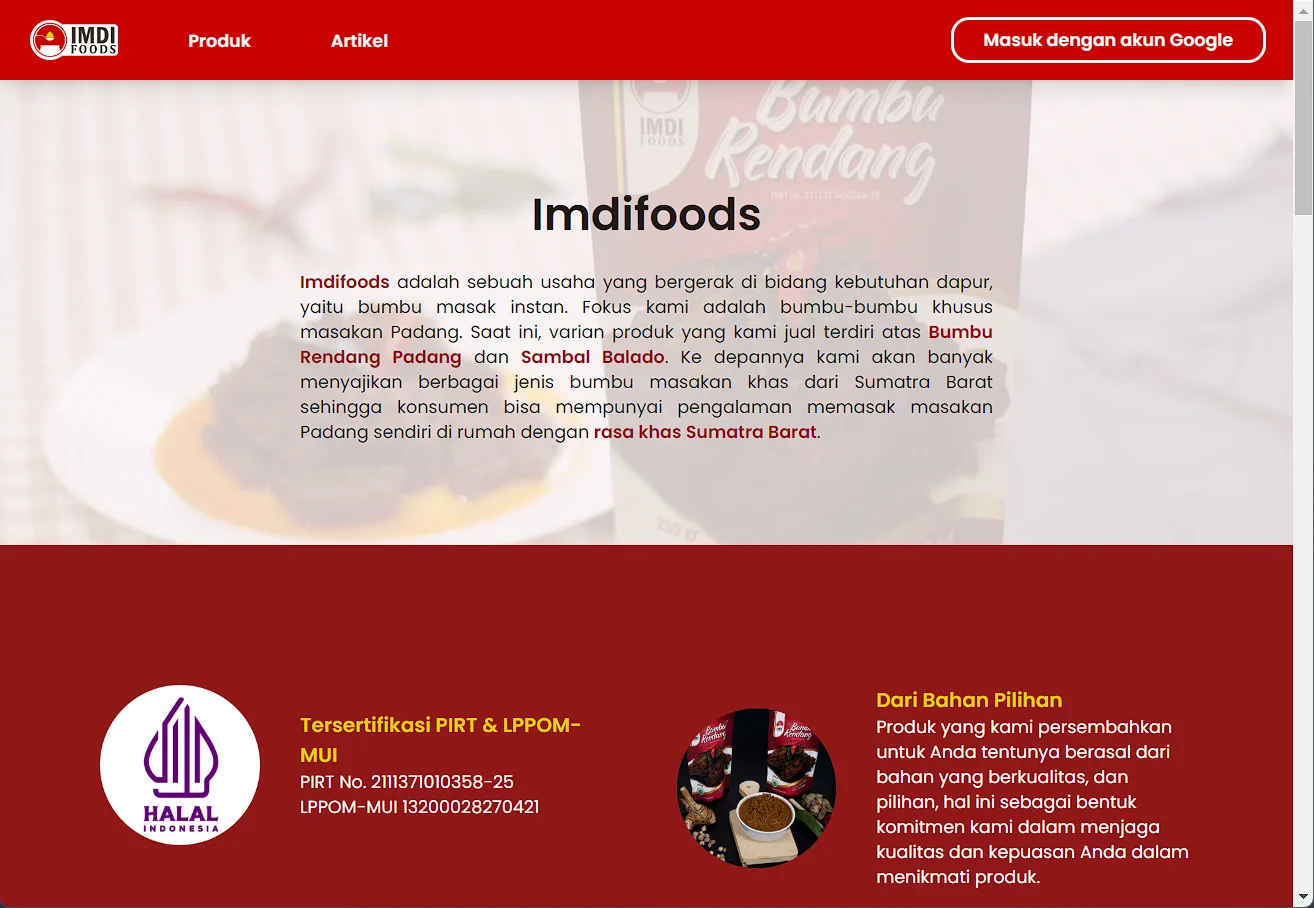 IMDI
FOODS
Produk
Artikel
Masuk dengan akun Google
IMDI
FOODS
Bumbu
Rendang
Imdifoods
Imdifoods adalah sebuah usaha yang bergerak di bidang kebutuhan dapur,
yaitu bumbu masak instan. Fokus kami adalah bumbu-bumbu khusus
masakan Padang. Saat ini, varian produk yang kami jual terdiri atas Bumbu
Rendang Padang dan Sambal Balado. Ke depannya kami akan banyak
menyajikan berbagai jenis bumbu masakan khas dari Sumatra Barat
sehingga konsumen bisa mempunyai pengalaman memasak masakan
Padang sendiri di rumah dengan rasa khas Sumatra Barat.
HALAL
INDONESIA
Tersertifikasi PIRT & LPPOM-
MUI
PIRT No. 2111371010358-25
LPPOM-MUI 13200028270421
Bumbu
Rendang
Bumbu
Rendang
Dari Bahan Pilihan
Produk yang kami persembahkan
untuk Anda tentunya berasal dari
bahan yang berkualitas, dan
pilihan, hal ini sebagai bentuk
komitmen kami dalam menjaga
kualitas dan kepuasan Anda dalam
menikmati produk.